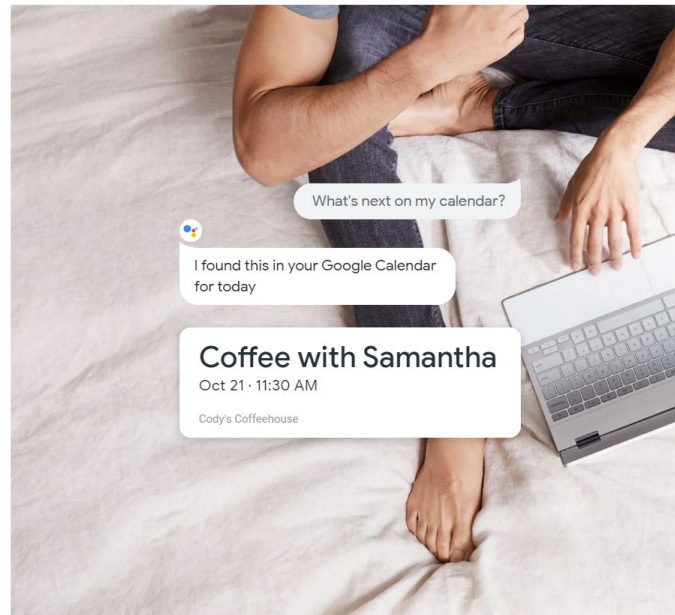 What's next on my calendar?
I found this in your Google Calendar
for today
Coffee with Samantha
Oct 21 · 11:30 AM
Cody's Coffeehouse